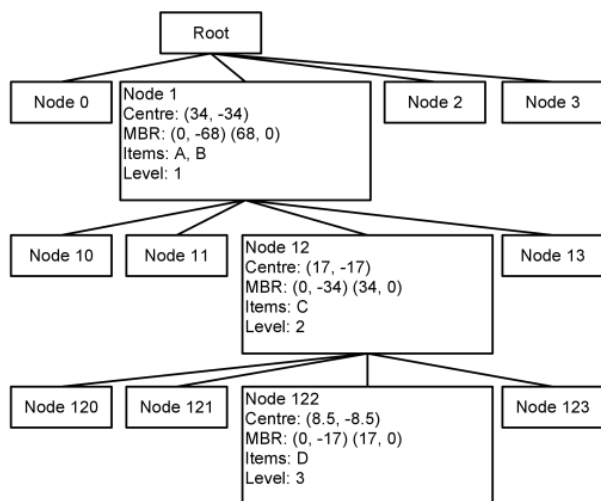 Root
Node 0
Node 1
Centre: (34, -34)
MBR: (0, -68) (68, 0)
Items: A, B
Level: 1
Node 2
Node 3
Node 10
Node 11
Node 12
Centre: (17, -17)
MBR: (0, -34) (34, 0)
Items: C
Level: 2
Node 13
Node 120
Node 121
Node 122
Centre: (8.5, -8.5)
MBR: (0, -17) (17, 0)
Items: D
Level: 3
Node 123